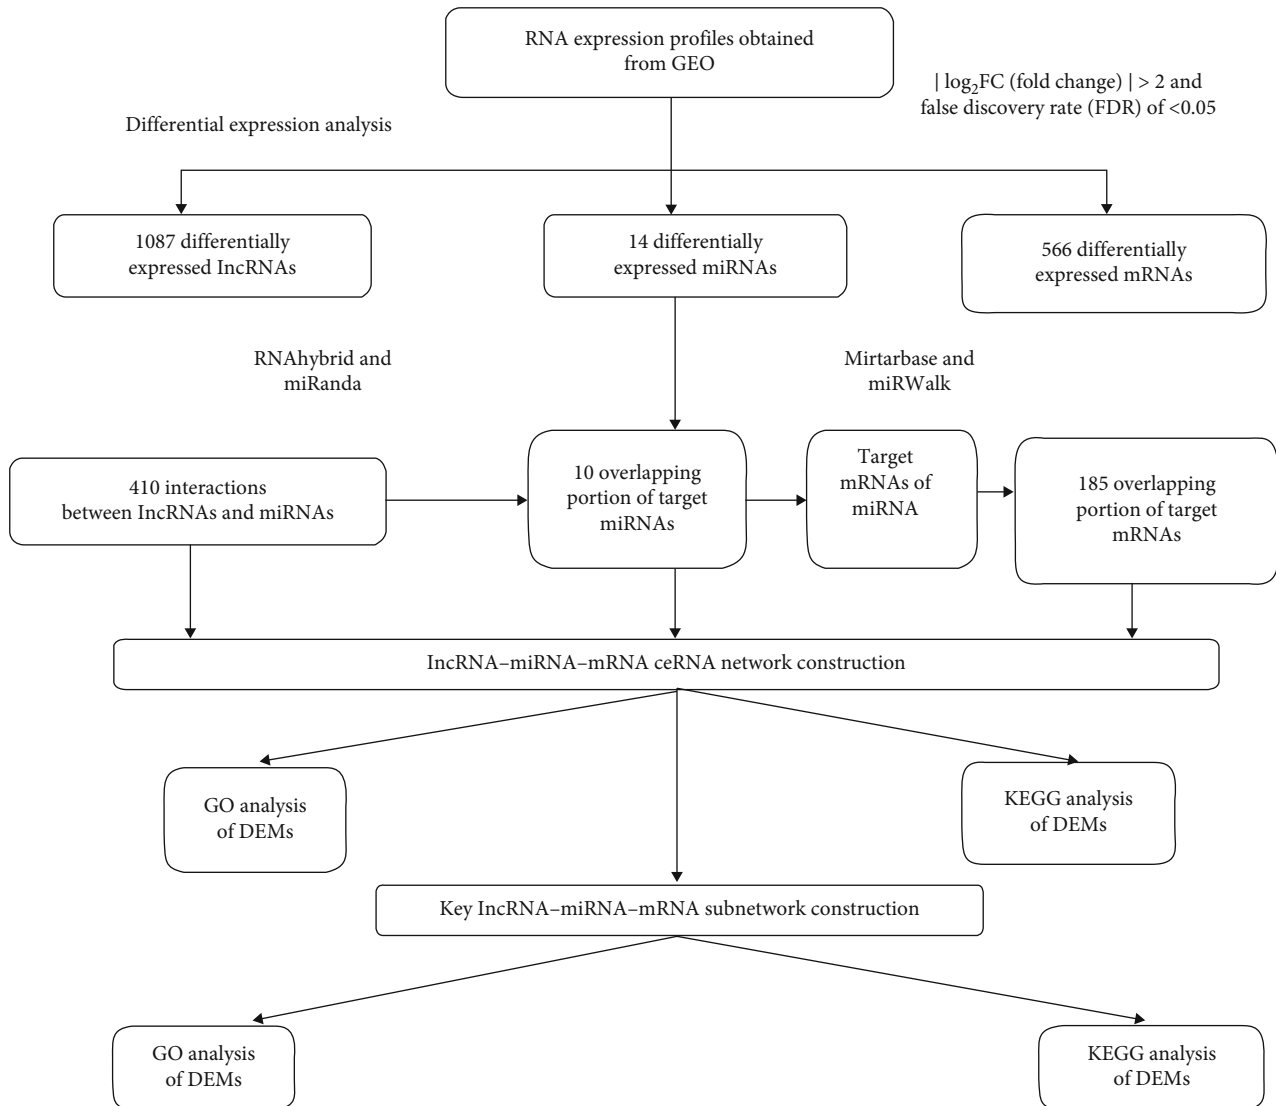 RNA expression profiles obtained
from GEO
| log₂FC (fold change) | > 2 and
false discovery rate (FDR) of <0.05
Differential expression analysis
1087 differentially
expressed IncRNAs
14 differentially
expressed miRNAs
566 differentially
expressed mRNAs
RNAhybrid and
miRanda
Mirtarbase and
miRWalk
410 interactions
between IncRNAs and miRNAs
10 overlapping
portion of target
miRNAs
Target
mRNAs of
miRNA
185 overlapping
portion of target
mRNAs
IncRNA–miRNA–mRNA ceRNA network construction
GO analysis
of DEMs
KEGG analysis
of DEMs
Key IncRNA–miRNA–mRNA subnetwork construction
GO analysis
of DEMs
KEGG analysis
of DEMs